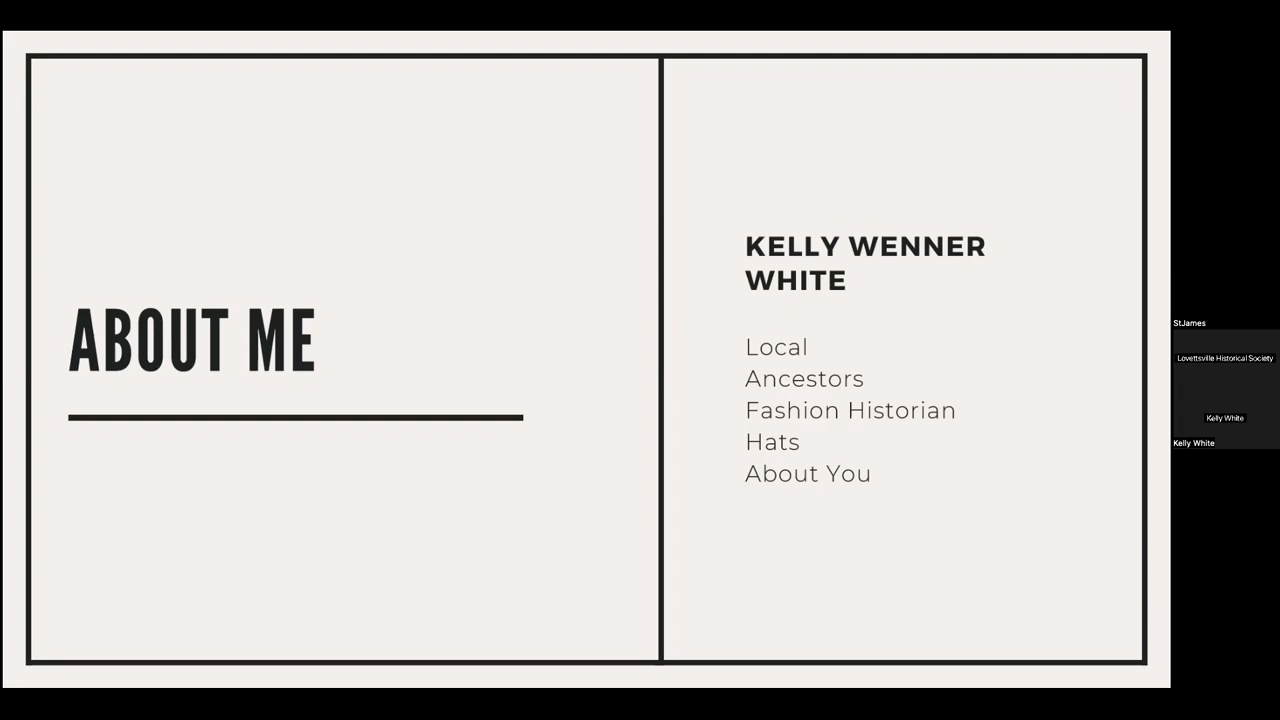 ABOUT ME
KELLY WENNER
WHITE
Local
Ancestors
Fashion Historian
Hats
About You
StJames
Lovettsville Historical Society
Kelly White
Kelly White